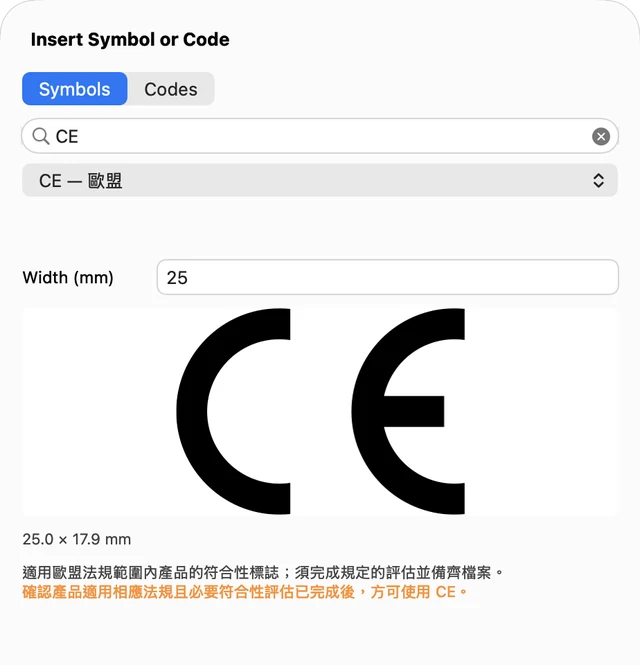 Insert Symbol or Code
Symbols Codes
CE
CE — 歐盟
Width (mm) 25
CE
25.0 × 17.9 mm
適用歐盟法規範圍內產品的符合性標誌；須完成規定的評估並備齊檔案。
確認產品適用相應法規且必要符合性評估已完成後，方可使用 CE。